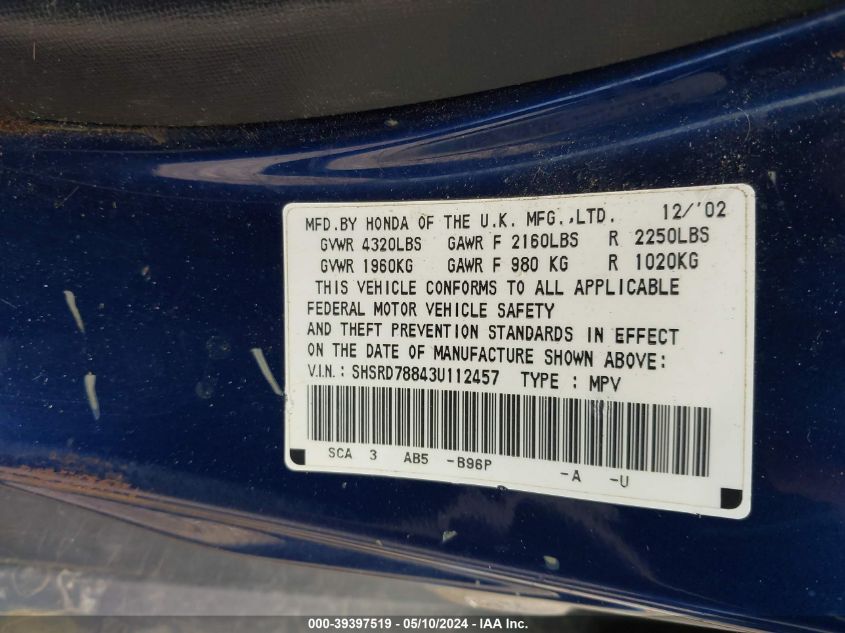 MFD.BY HONDA OF THE U.K. MFG.,LTD. 12/'02
GVWR 4320LBS GAWR F 2160LBS R 2250LBS
GVWR 1960KG GAWR F 980 KG R 1020KG
THIS VEHICLE CONFORMS TO ALL APPLICABLE
FEDERAL MOTOR VEHICLE SAFETY
AND THEFT PREVENTION STANDARDS IN EFFECT
ON THE DATE OF MANUFACTURE SHOWN ABOVE:
V.I.N.: SHSRD78843U112457 TYPE : MPV
SCA 3 AB5 -B96P -A -U
000-39397519 - 05/10/2024 - IAA Inc.